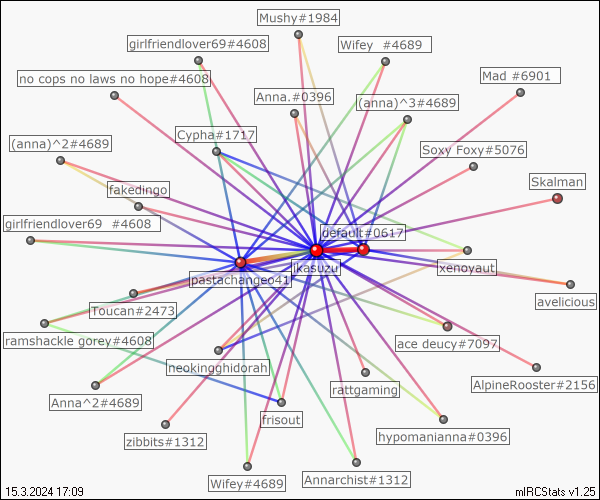 Mushy#1984
girlfriendlover69#4608
Wifey #4689
no cops no laws no hope#4608
Mad #6901
Anna.#0396
(anna)^3#4689
Cypha#1717
(anna)^2#4689
Soxy Foxy#5076
fakedingo
Skalman
girlfriendlover69 #4608
default#0617
pastachangeo41
ikasuzu
xenoyaut
Toucan#2473
avelicious
ramshackle gorey#4608
ace deucy#7097
neokingghidorah
rattgaming
AlpineRooster#2156
Anna^2#4689
frisout
zibbits#1312
hypomanianna#0396
Wifey#4689
Annarchist#1312
15.3.2024 17:09
mIRCStats v1.25